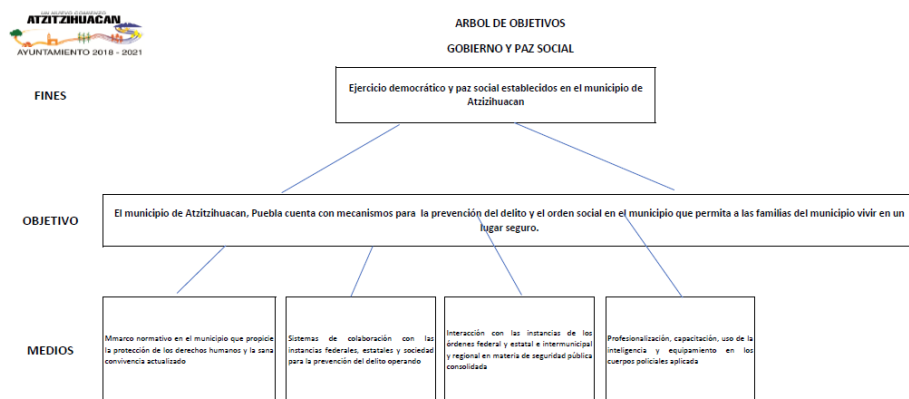 UN NUEVO COMIENZO
ATZITZIHUACAN
AYUNTAMIENTO 2018 - 2021
ARBOL DE OBJETIVOS
GOBIERNO Y PAZ SOCIAL
FINES
Ejercicio democrático y paz social establecidos en el municipio de
Atzizihuacan
OBJETIVO
El municipio de Atzitzihuacan, Puebla cuenta con mecanismos para la prevención del delito y el orden social en el municipio que permita a las familias del municipio vivir en un
lugar seguro.
MEDIOS
Mmarco normativo en el municipio que propicie
la protección de los derechos humanos y la sana
convivencia actualizado
Sistemas de colaboración con las
instancias federales, estatales y sociedad
para la prevención del delito operando
Interacción con las instancias de los
órdenes federal y estatal e intermunicipal
y regional en materia de seguridad pública
consolidada
Profesionalización, capacitación, uso de la
inteligencia y equipamiento en los
cuerpos policiales aplicada